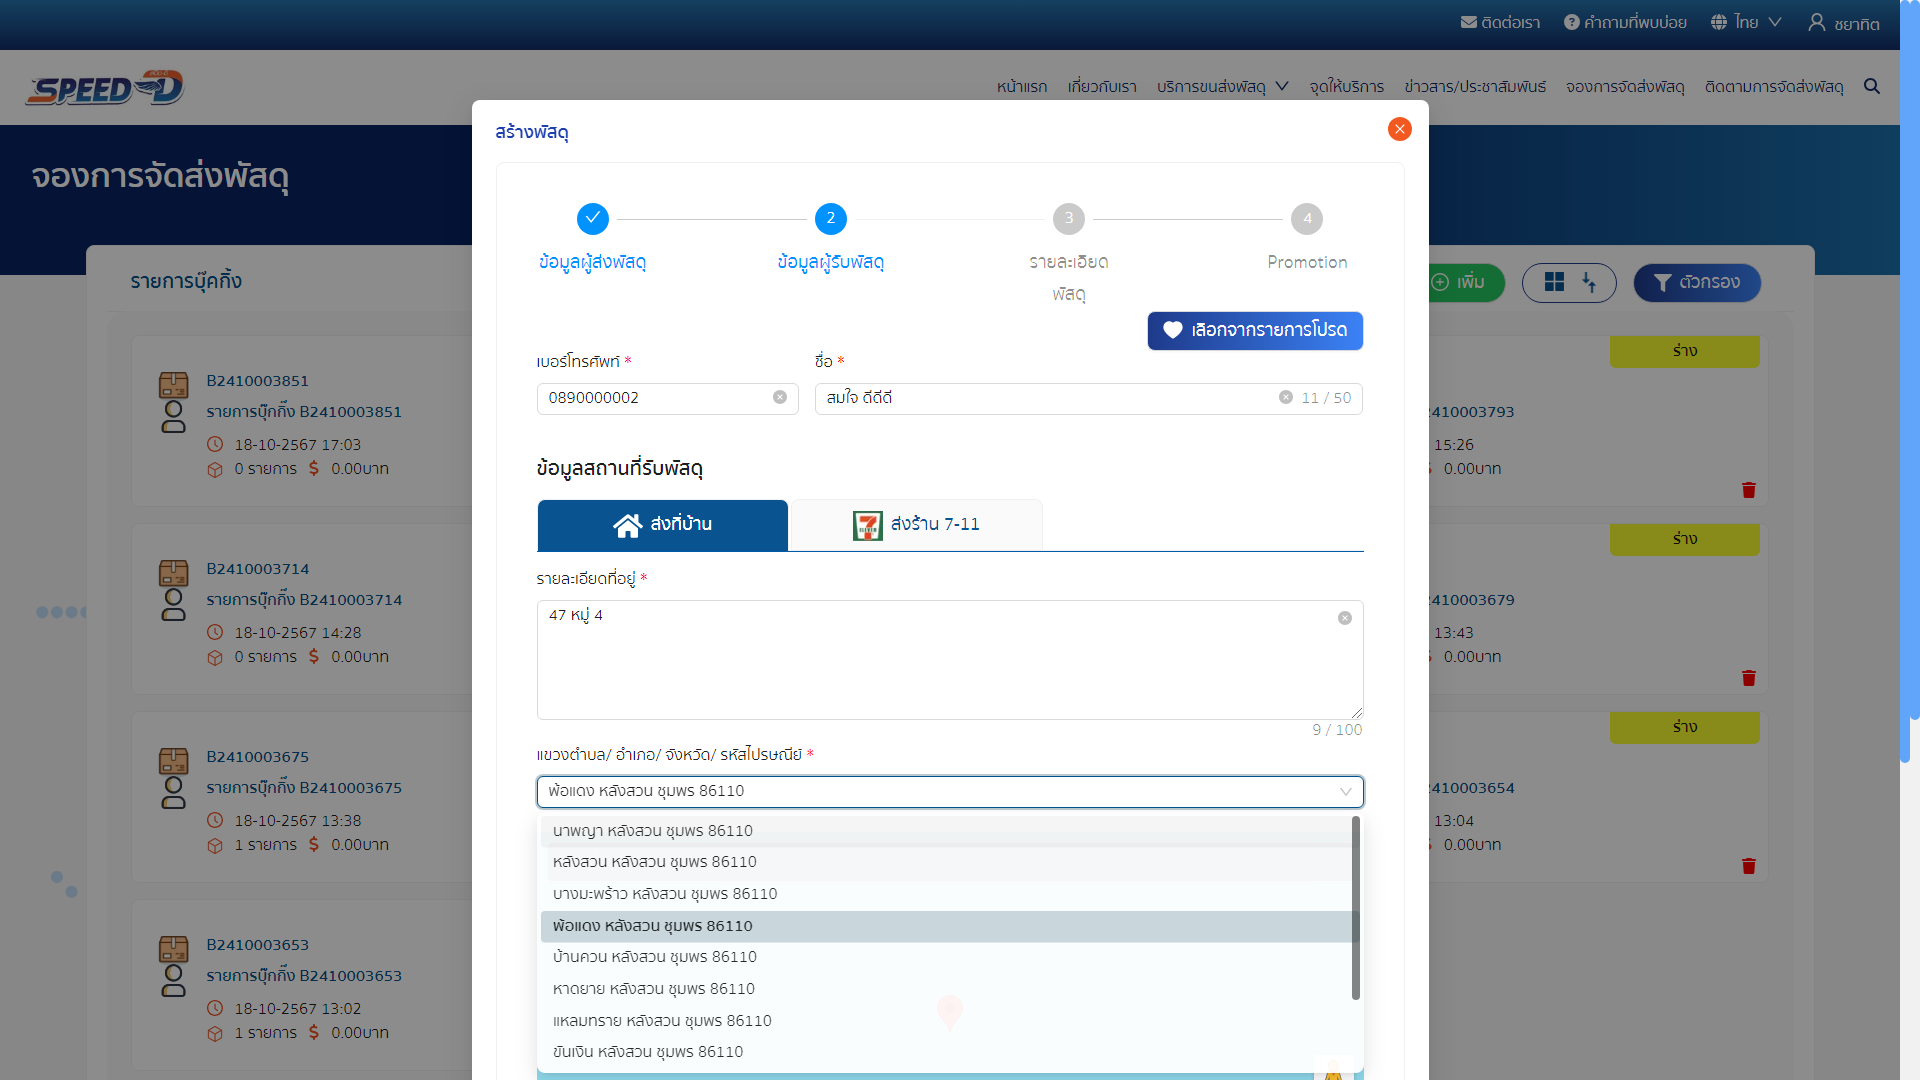 ติดต่อเรา
คำถามที่พบบ่อย
ไทย
ชยาทิต
SPEED-D
หน้าแรก
เกี่ยวกับเรา
บริการขนส่งพัสดุ
จุดให้บริการ
ข่าวสาร/ประชาสัมพันธ์
จองการจัดส่งพัสดุ
ติดตามการจัดส่งพัสดุ
จองการจัดส่งพัสดุ
รายการบุ๊คกิ้ง
เพิ่ม
ตัวกรอง
B2410003851
รายการบุ๊กกิ้ง B2410003851
18-10-2567 17:03
0 รายการ 0.00บาท
B2410003714
รายการบุ๊กกิ้ง B2410003714
18-10-2567 14:28
0 รายการ 0.00บาท
B2410003675
รายการบุ๊กกิ้ง B2410003675
18-10-2567 13:38
1 รายการ 0.00บาท
B2410003653
รายการบุ๊กกิ้ง B2410003653
18-10-2567 13:02
1 รายการ 0.00บาท
สร้างพัสดุ
2
3
4
ข้อมูลผู้ส่งพัสดุ
ข้อมูลผู้รับพัสดุ
รายละเอียด
พัสดุ
Promotion
เลือกจากรายการโปรด
เบอร์โทรศัพท์ *
ชื่อ *
0890000002
สมใจ ดีดีดี
11 / 50
ข้อมูลสถานที่รับพัสดุ
ส่งที่บ้าน
ส่งร้าน 7-11
รายละเอียดที่อยู่ *
47 หมู่ 4
9 / 100
แขวงตำบล/ อำเภอ/ จังหวัด/ รหัสไปรษณีย์ *
พ้อแดง หลังสวน ชุมพร 86110
นาพญา หลังสวน ชุมพร 86110
หลังสวน หลังสวน ชุมพร 86110
บางมะพร้าว หลังสวน ชุมพร 86110
พ้อแดง หลังสวน ชุมพร 86110
บ้านควน หลังสวน ชุมพร 86110
หาดยาย หลังสวน ชุมพร 86110
แหลมทราย หลังสวน ชุมพร 86110
ขันเงิน หลังสวน ชุมพร 86110
ร่าง
2410003793
15:26
0.00บาท
ร่าง
2410003679
13:43
0.00บาท
ร่าง
2410003654
13:04
0.00บาท